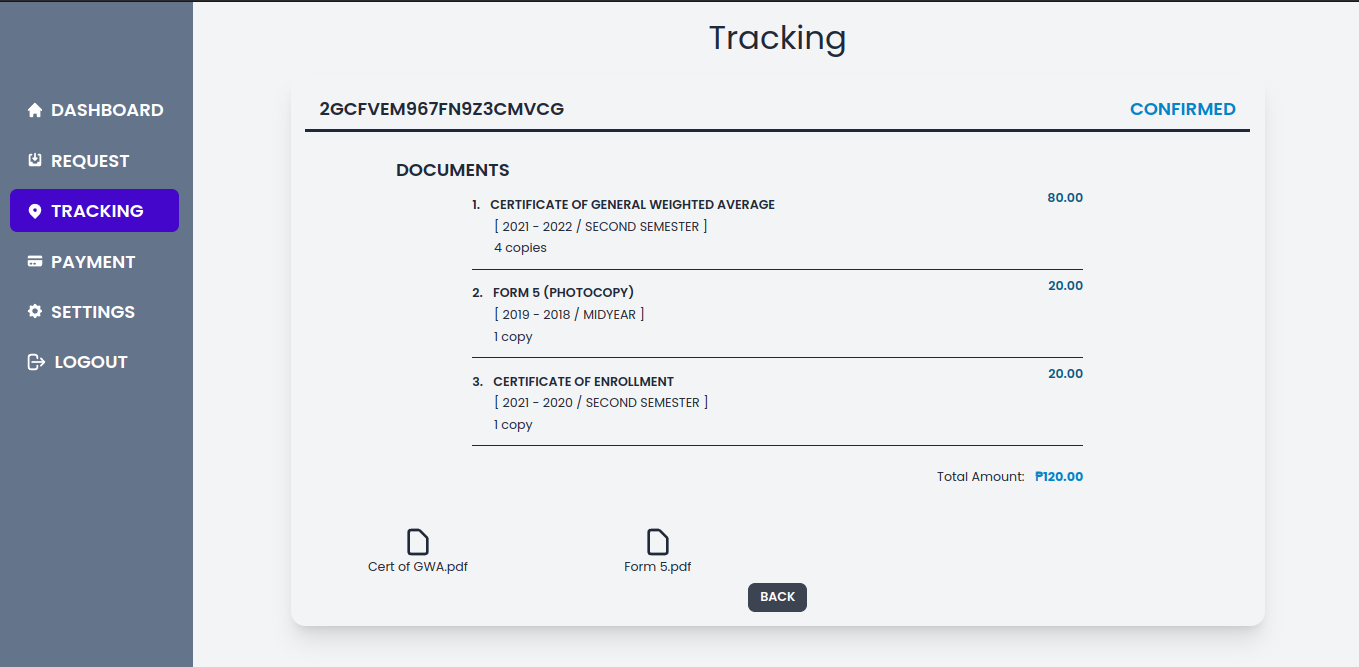 Tracking
DASHBOARD
REQUEST
TRACKING
PAYMENT
SETTINGS
LOGOUT
2GCFVEM967FN9Z3CMVCG CONFIRMED
DOCUMENTS
1. CERTIFICATE OF GENERAL WEIGHTED AVERAGE 80.00
[ 2021 - 2022 / SECOND SEMESTER ]
4 copies
2. FORM 5 (PHOTOCOPY) 20.00
[ 2019 - 2018 / MIDYEAR ]
1 copy
3. CERTIFICATE OF ENROLLMENT 20.00
[ 2021 - 2020 / SECOND SEMESTER ]
1 copy
Total Amount: ₱120.00
Cert of GWA.pdf Form 5.pdf
BACK